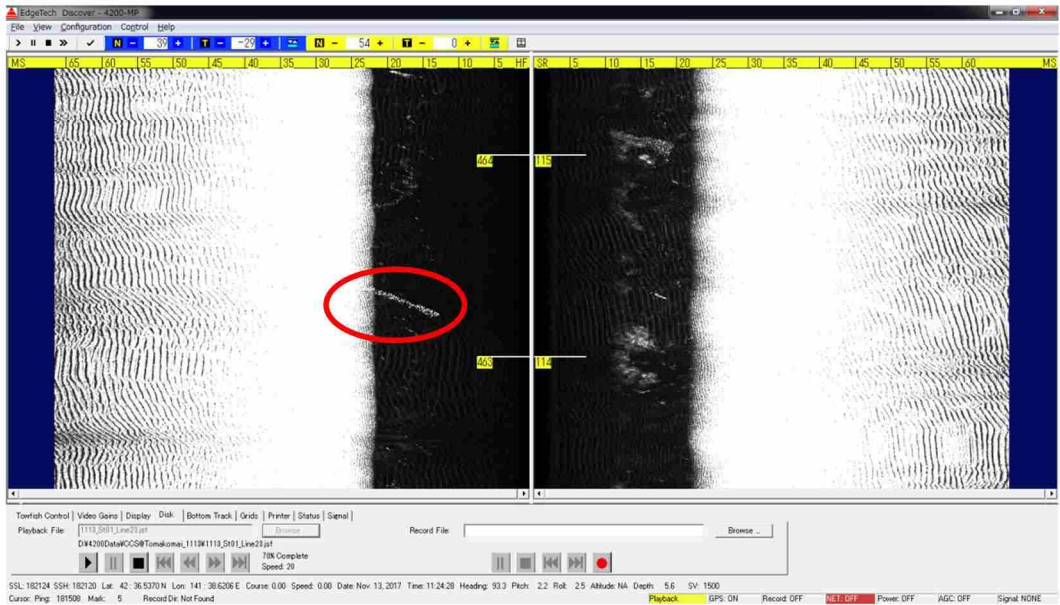 EdgeTech Discover - 4200-MP
File View Configuration Control Help
N - 39 + T - -29 + N - 54 + T - 0 +
MS 65 60 55 50 45 40 35 30 25 20 15 10 5 HF SR 5 10 15 20 25 30 35 40 45 50 55 60 MS
464 115
463 114
Towfish Control Video Gains Display Disk Bottom Track Grids Printer Status Signal
Playback File: 1113_St01_Line23.jsf Browse ... Record File: Browse ...
D:¥4200Data¥CCS@Tomakomai_1113¥1113_St01_Line23.jsf
78% Complete
Speed: 20
SSL: 182124 SSH: 182120 Lat: 42 : 36.5370 N Lon: 141 : 38.6206 E Course: 0.00 Speed: 0.00 Date: Nov. 13, 2017 Time: 11:24:28 Heading: 93.3 Pitch: 2.2 Roll: 2.5 Altitude: NA Depth: 5.6 SV: 1500
Cursor: Ping: 181508 Mark: 5 Record Dir: Not Found Playback GPS: ON Record: OFF NET: OFF Power: OFF AGC: OFF Signal: NONE